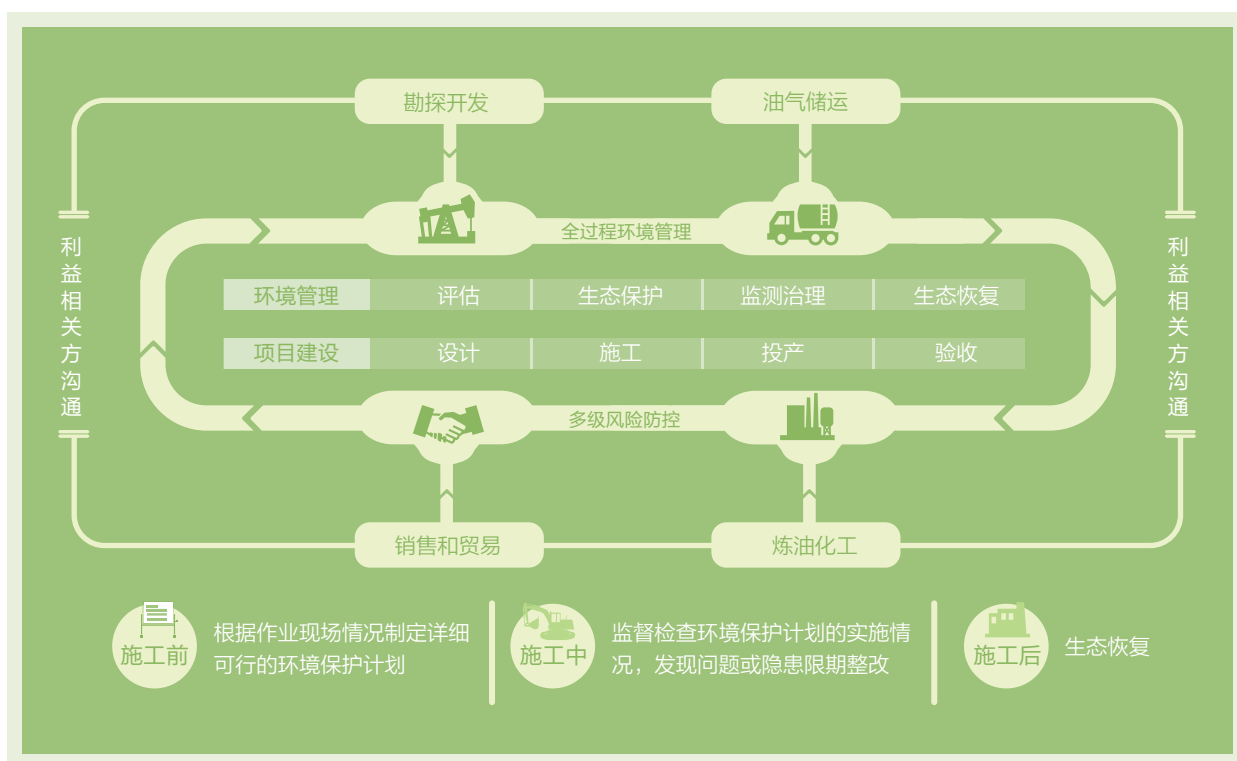 勘探开发
油气储运
全过程环境管理
利益相关方沟通
利益相关方沟通
环境管理 评估 生态保护 监测治理 生态恢复
项目建设 设计 施工 投产 验收
多级风险防控
销售和贸易
炼油化工
施工前
根据作业现场情况制定详细
可行的环境保护计划
施工中
监督检查环境保护计划的实施情
况，发现问题或隐患限期整改
施工后
生态恢复